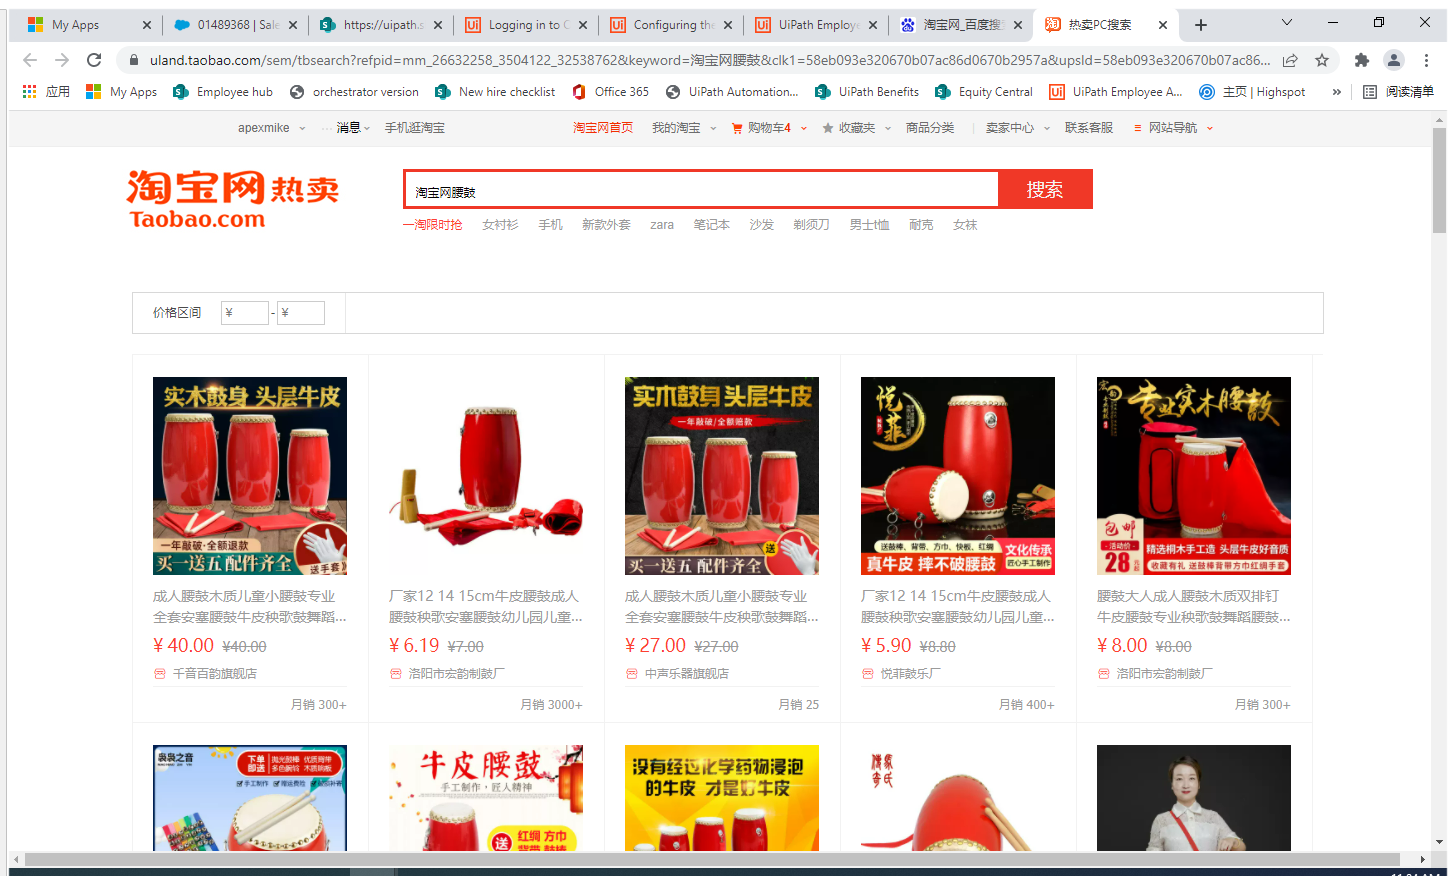 My Apps
01489368 | Sale
https://uipath.s
Logging in to C
Configuring the
UiPath Employe
淘宝网_百度搜
热卖PC搜索
uland.taobao.com/sem/tbsearch?refpid=mm_26632258_3504122_32538762&keyword=淘宝网腰鼓&clk1=58eb093e320670b07ac86d0670b2957a&upsId=58eb093e320670b07ac86...
应用
My Apps
Employee hub
orchestrator version
New hire checklist
Office 365
UiPath Automation...
UiPath Benefits
Equity Central
UiPath Employee A...
主页 | Highspot
»
阅读清单
apexmike
消息
手机逛淘宝
淘宝网首页
我的淘宝
购物车4
收藏夹
商品分类
卖家中心
联系客服
网站导航
淘宝网热卖
Taobao.com
淘宝网腰鼓
搜索
一淘限时抢 女衬衫 手机 新款外套 zara 笔记本 沙发 剃须刀 男士t恤 耐克 女袜
价格区间 ¥ - ¥
实木鼓身 头层牛皮
一年敲破·全额退款
买一送五 配件齐全
送手套
成人腰鼓木质儿童小腰鼓专业
全套安塞腰鼓牛皮秧歌鼓舞蹈...
¥ 40.00 ¥40.00
千音百韵旗舰店
月销 300+
厂家12 14 15cm牛皮腰鼓成人
腰鼓秧歌安塞腰鼓幼儿园儿童...
¥ 6.19 ¥7.00
洛阳市宏韵制鼓厂
月销 3000+
实木鼓身 头层牛皮
一年敲破/全额赔款
送
买一送五 配件齐全
成人腰鼓木质儿童小腰鼓专业
全套安塞腰鼓牛皮秧歌鼓舞蹈...
¥ 27.00 ¥27.00
中声乐器旗舰店
月销 25
悦菲
送鼓棒、背带、方巾、快板、红绸
真牛皮 摔不破腰鼓
文化传承
匠心手工制作
厂家12 14 15cm牛皮腰鼓成人
腰鼓秧歌安塞腰鼓幼儿园儿童...
¥ 5.90 ¥8.80
悦菲鼓乐厂
月销 400+
专业实木腰鼓
包邮
活动价
28
精选桐木手工造 头层牛皮好音质
收藏有礼 送鼓棒背带方巾红绸手套
腰鼓大人成人腰鼓木质双排钉
牛皮腰鼓专业秧歌鼓舞蹈腰鼓...
¥ 8.00 ¥8.00
洛阳市宏韵制鼓厂
月销 300+
袅袅之音
下单
即送
抛光鼓棒 优质背带
多色腕铃 木质响板
手工制作
牛皮腰鼓
手工制作，匠人精神
送
红绸 方巾
背带 鼓棒
没有经过化学药物浸泡
的牛皮 才是好牛皮